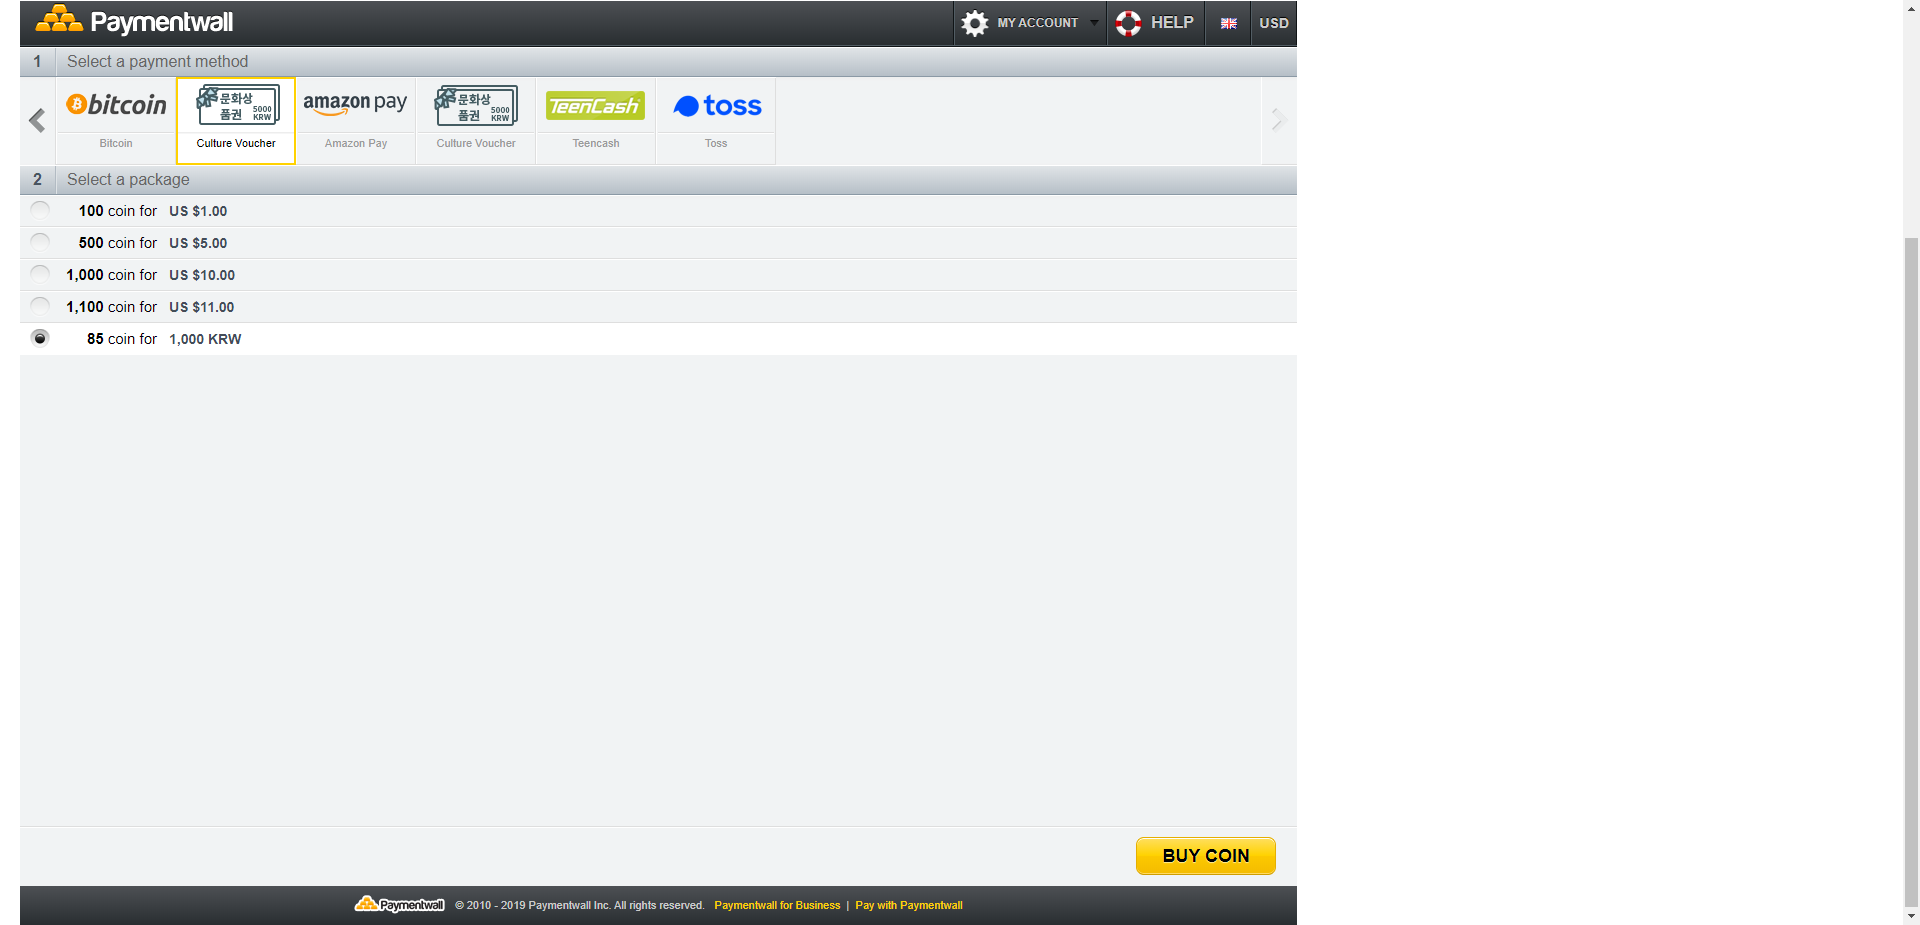 Paymentwall
MY ACCOUNT
HELP
USD
1 Select a payment method
bitcoin
Bitcoin
문화상
품권
5000
KRW
Culture Voucher
amazon pay
Amazon Pay
문화상
품권
5000
KRW
Culture Voucher
TeenCash
Teencash
toss
Toss
2 Select a package
100 coin for US $1.00
500 coin for US $5.00
1,000 coin for US $10.00
1,100 coin for US $11.00
85 coin for 1,000 KRW
BUY COIN
Paymentwall © 2010 - 2019 Paymentwall Inc. All rights reserved. Paymentwall for Business | Pay with Paymentwall